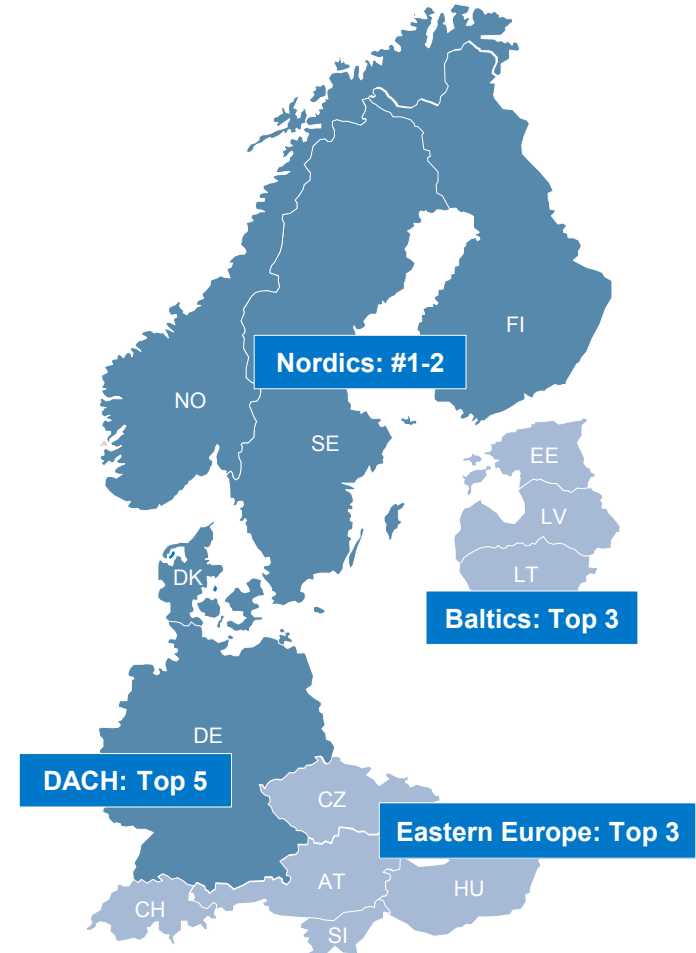 FI
Nordics: #1-2
NO
SE
EE
LV
LT
DK
Baltics: Top 3
DE
DACH: Top 5
CZ
Eastern Europe: Top 3
AT
HU
CH
SI